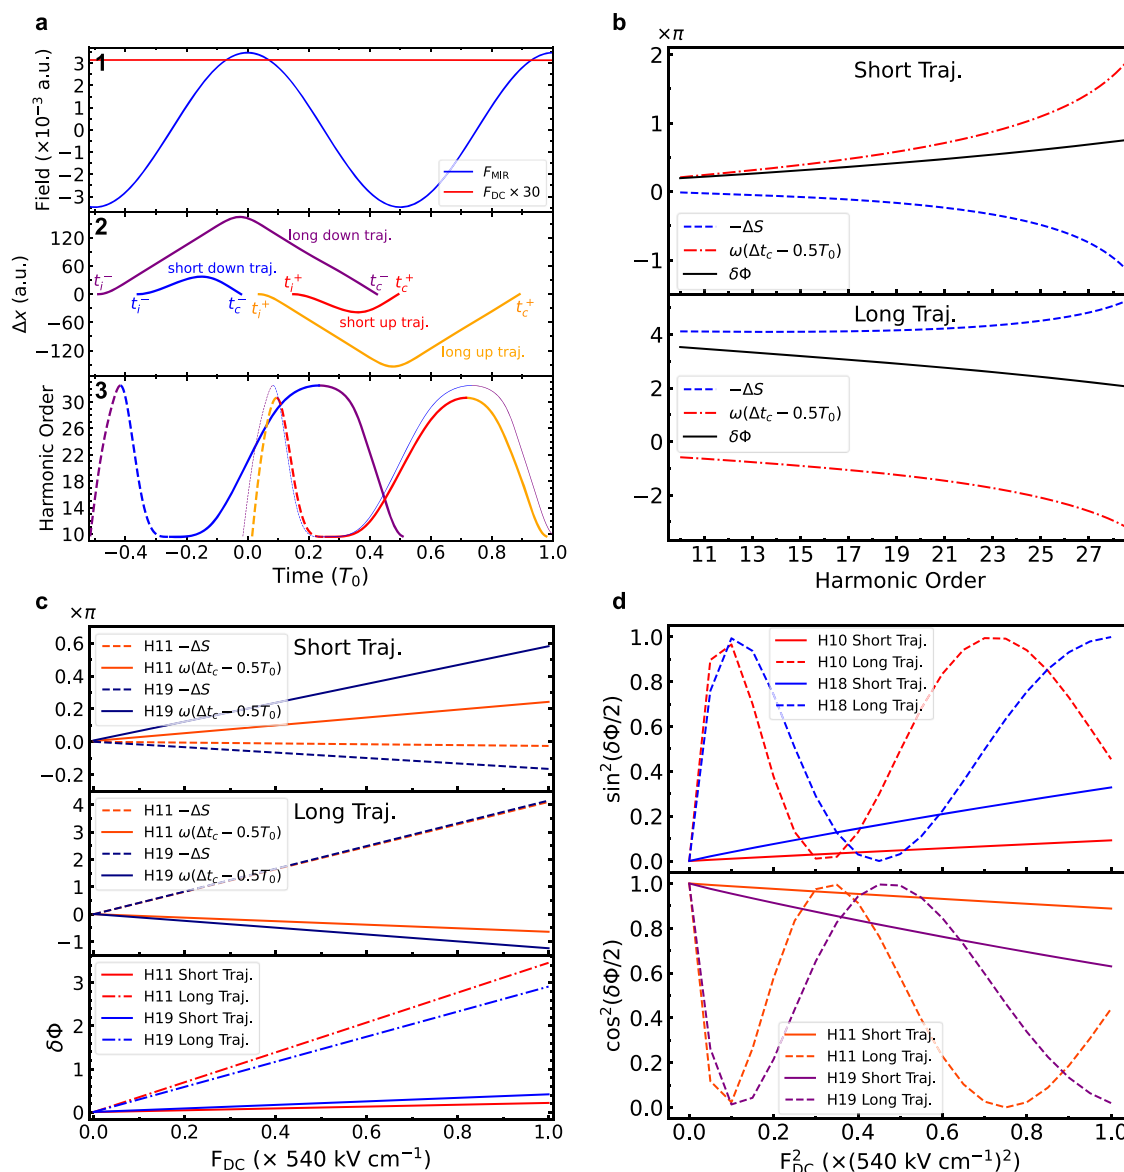 a
1
Field (×10⁻³ a.u.)
3
1
0
−1
−3
F_MIR
F_DC × 30
2
Δx (a.u.)
120
60
0
−60
−120
long down traj.
short down traj.
t_i⁻
t_i⁻
t_c⁻
t_c⁻
t_i⁺
t_i⁺
t_c⁺
t_c⁺
short up traj.
long up traj.
3
Harmonic Order
30
26
22
18
14
10
−0.4
−0.2
0.0
0.2
0.4
0.6
0.8
1.0
Time (T₀)
b
×π
Short Traj.
2
1
0
−1
−ΔS
ω(Δt_c − 0.5T₀)
δΦ
Long Traj.
4
2
0
−2
−ΔS
ω(Δt_c − 0.5T₀)
δΦ
11
13
15
17
19
21
23
25
27
Harmonic Order
c
×π
Short Traj.
0.6
0.4
0.2
0.0
−0.2
H11 −ΔS
H11 ω(Δt_c − 0.5T₀)
H19 −ΔS
H19 ω(Δt_c − 0.5T₀)
Long Traj.
4
3
2
1
0
−1
H11 −ΔS
H11 ω(Δt_c − 0.5T₀)
H19 −ΔS
H19 ω(Δt_c − 0.5T₀)
δΦ
3
2
1
0
H11 Short Traj.
H11 Long Traj.
H19 Short Traj.
H19 Long Traj.
0.0
0.2
0.4
0.6
0.8
1.0
F_DC (× 540 kV cm⁻¹)
d
sin²(δΦ/2)
1.0
0.8
0.6
0.4
0.2
0.0
H10 Short Traj.
H10 Long Traj.
H18 Short Traj.
H18 Long Traj.
cos²(δΦ/2)
1.0
0.8
0.6
0.4
0.2
0.0
H11 Short Traj.
H11 Long Traj.
H19 Short Traj.
H19 Long Traj.
0.0
0.2
0.4
0.6
0.8
1.0
F²_DC (×(540 kV cm⁻¹)²)